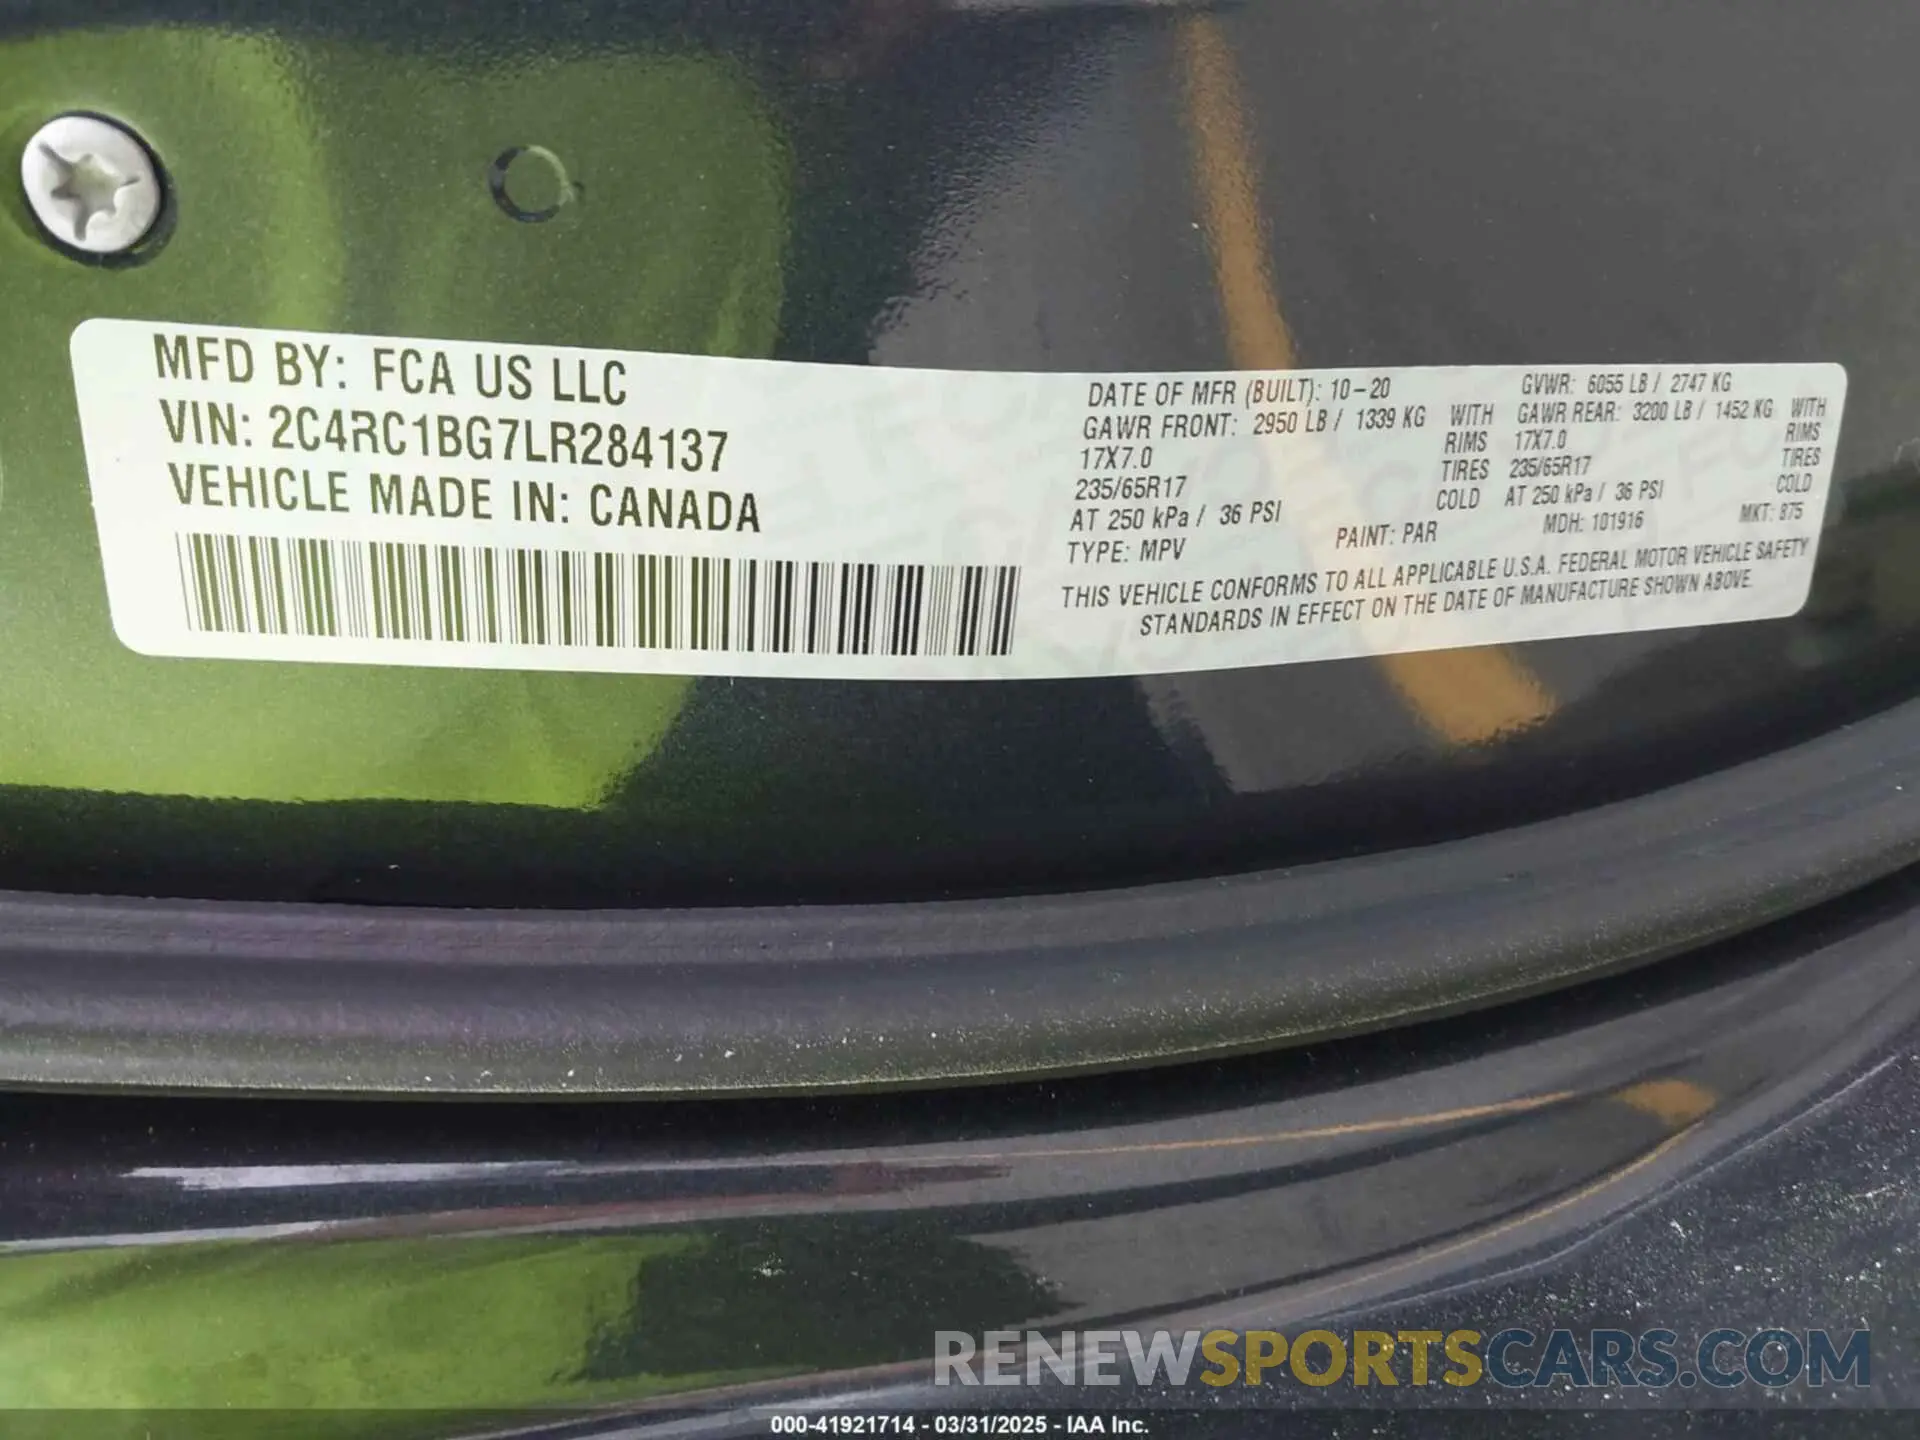 MFD BY: FCA US LLC
VIN: 2C4RC1BG7LR284137
VEHICLE MADE IN: CANADA
DATE OF MFR (BUILT): 10-20 GVWR: 6055 LB / 2747 KG
GAWR FRONT: 2950 LB / 1339 KG WITH GAWR REAR: 3200 LB / 1452 KG WITH
17X7.0 RIMS 17X7.0 RIMS
235/65R17 TIRES 235/65R17 TIRES
AT 250 kPa / 36 PSI COLD AT 250 kPa / 36 PSI COLD
TYPE: MPV PAINT: PAR MDH: 101916 MKT: 875
THIS VEHICLE CONFORMS TO ALL APPLICABLE U.S.A. FEDERAL MOTOR VEHICLE SAFETY
STANDARDS IN EFFECT ON THE DATE OF MANUFACTURE SHOWN ABOVE.
RENEWSPORTSCARS.COM
000-41921714 - 03/31/2025 - IAA Inc.